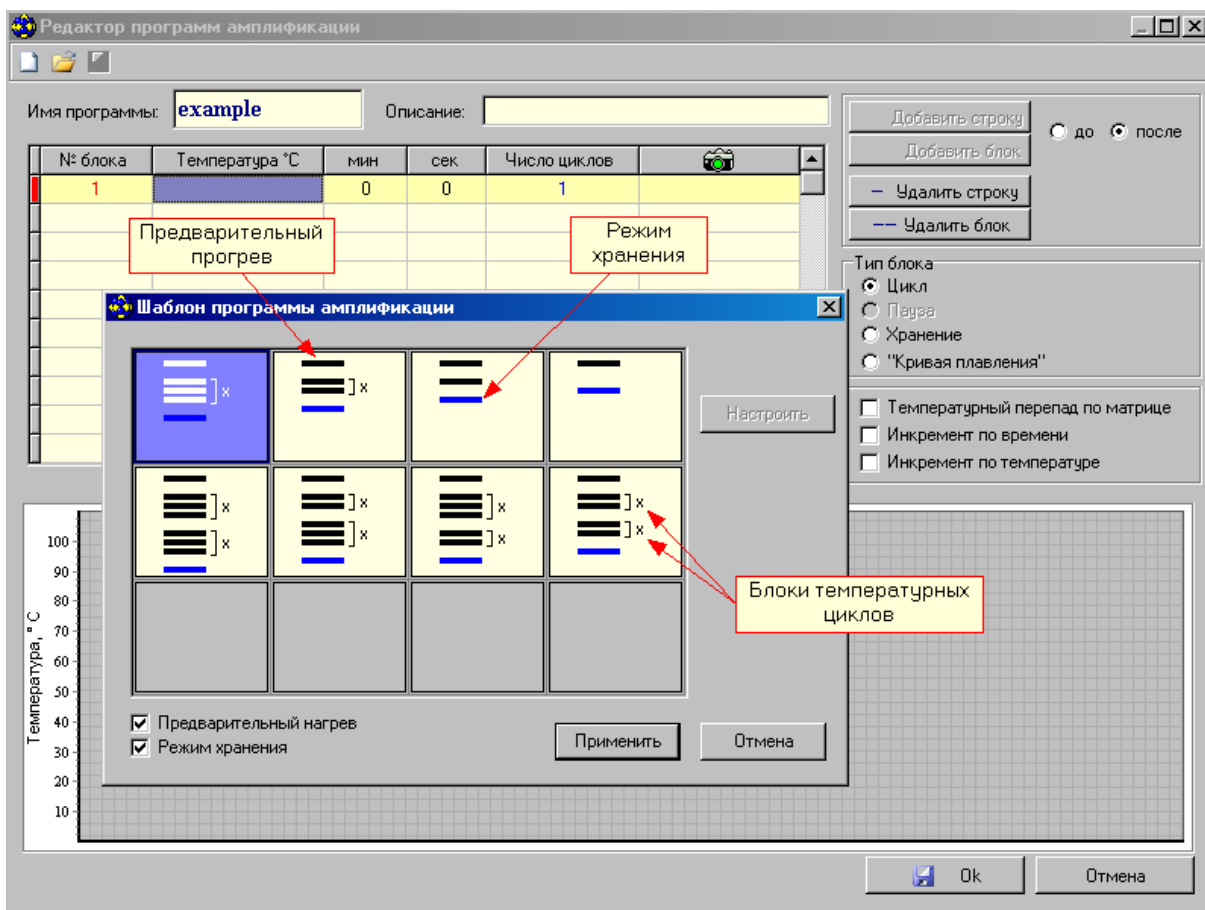 Редактор программ амплификации
Имя программы: example Описание:
Добавить строку
Добавить блок
до после
Удалить строку
Удалить блок
№ блока Температура °C мин сек Число циклов
1 0 0 1
Предварительный
прогрев
Режим
хранения
Тип блока
Цикл
Пауза
Хранение
"Кривая плавления"
Температурный перепад по матрице
Инкремент по времени
Инкремент по температуре
Шаблон программы амплификации
x x
Настроить
x x x x
x x x x
Блоки температурных
циклов
Предварительный нагрев
Режим хранения
Применить Отмена
Температура, °C
100
90
80
70
60
50
40
30
20
10
Ok Отмена